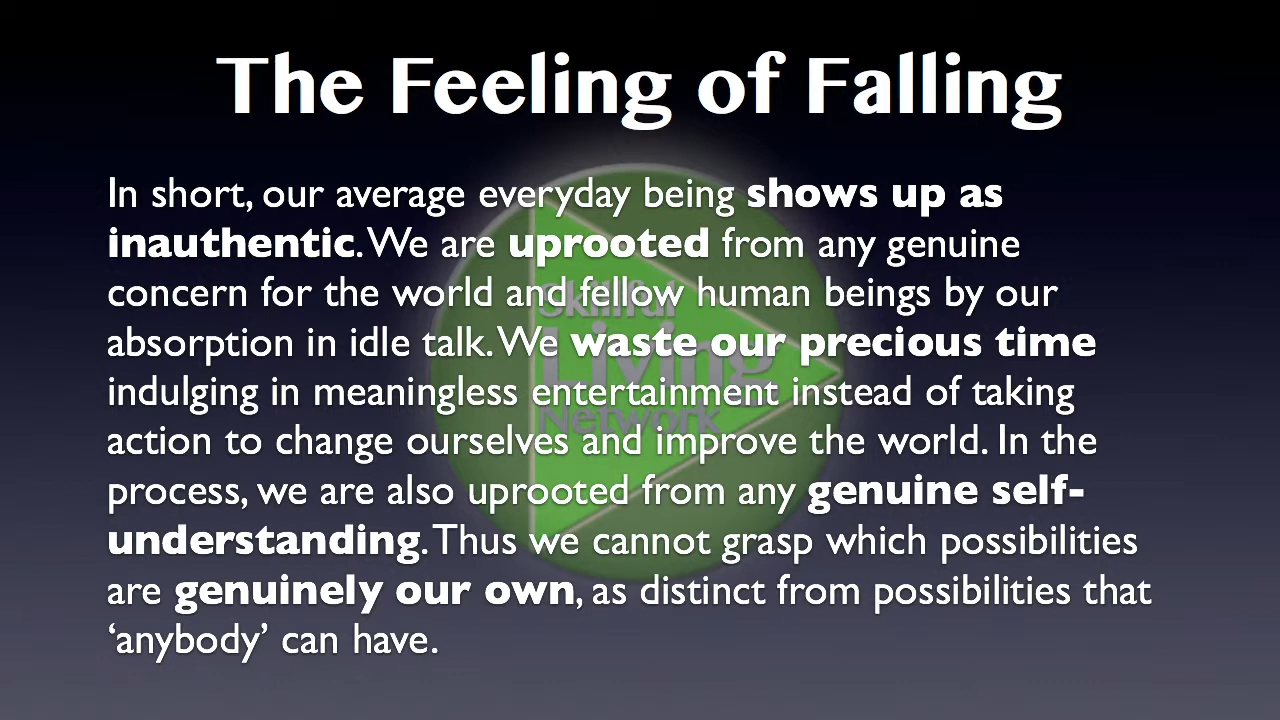 The Feeling of Falling
In short, our average everyday being shows up as
inauthentic. We are uprooted from any genuine
concern for the world and fellow human beings by our
absorption in idle talk. We waste our precious time
indulging in meaningless entertainment instead of taking
action to change ourselves and improve the world. In the
process, we are also uprooted from any genuine self-
understanding. Thus we cannot grasp which possibilities
are genuinely our own, as distinct from possibilities that
‘anybody’ can have.
Skillful
Living
Network